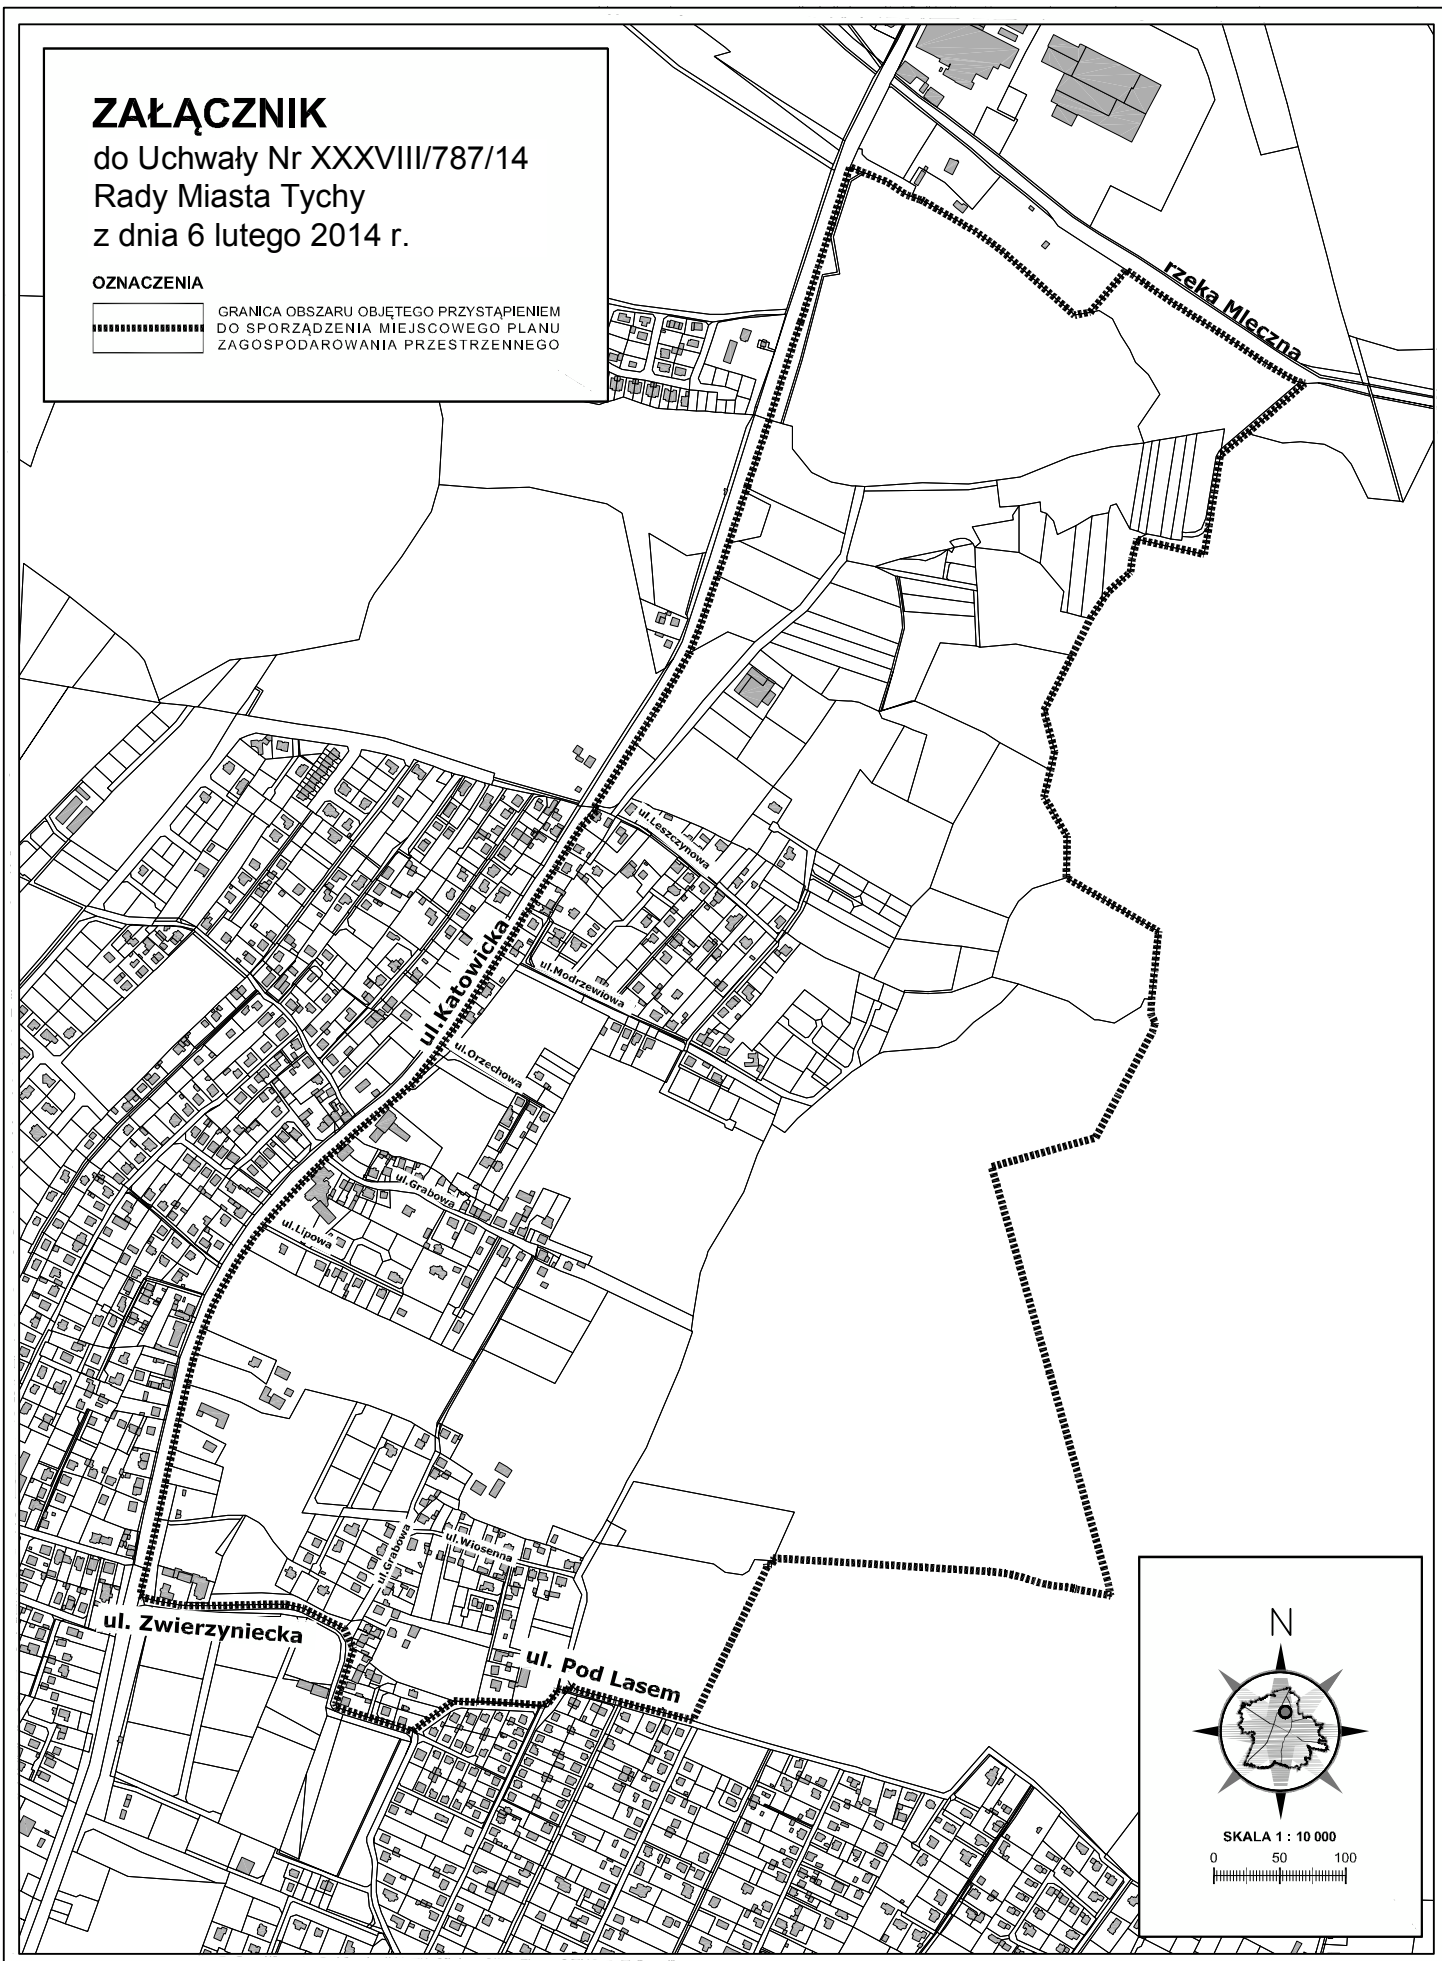 ZAŁĄCZNIK
do Uchwały Nr XXXVIII/787/14
Rady Miasta Tychy
z dnia 6 lutego 2014 r.
OZNACZENIA
GRANICA OBSZARU OBJĘTEGO PRZYSTĄPIENIEM
DO SPORZĄDZENIA MIEJSCOWEGO PLANU
ZAGOSPODAROWANIA PRZESTRZENNEGO
rzeka Mleczna
ul.Leszczynowa
ul.Katowicka
ul.Modrzewiowa
ul.Orzechowa
ul.Grabowa
ul.Lipowa
ul.Grabowa
ul.Wiosenna
ul. Zwierzyniecka
ul. Pod Lasem
N
SKALA 1 : 10 000
0 50 100